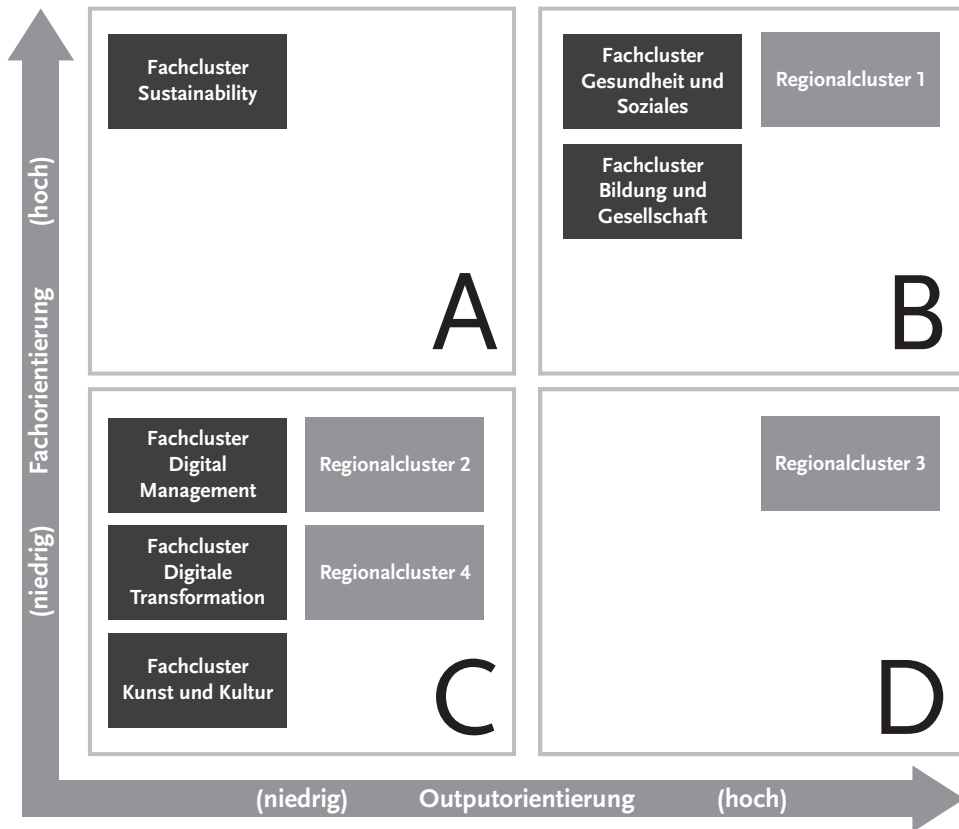 Fachcluster
Sustainability
A
Fachcluster
Gesundheit und
Soziales
Regionalcluster 1
Fachcluster
Bildung und
Gesellschaft
B
Fachcluster
Digital
Management
Regionalcluster 2
Fachcluster
Digitale
Transformation
Regionalcluster 4
Fachcluster
Kunst und Kultur
C
Regionalcluster 3
D
(niedrig) Fachorientierung (hoch)
(niedrig) Outputorientierung (hoch)